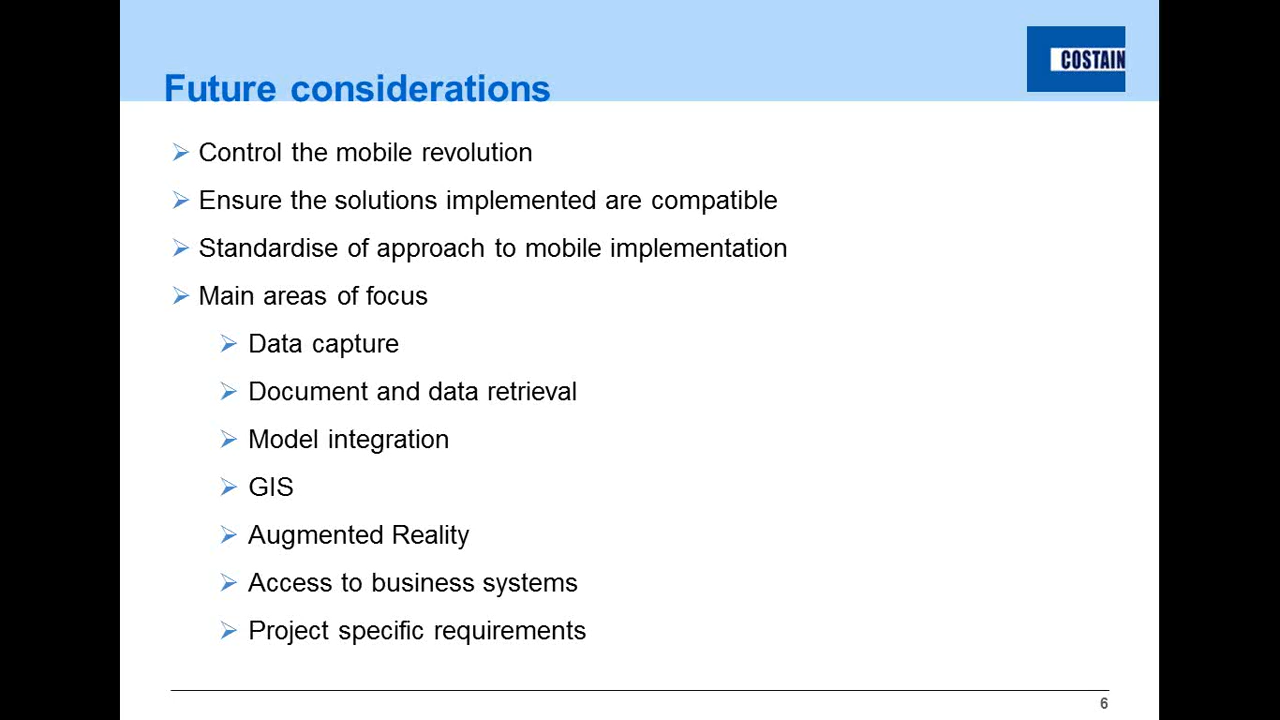 COSTAIN
Future considerations
Control the mobile revolution
Ensure the solutions implemented are compatible
Standardise of approach to mobile implementation
Main areas of focus
Data capture
Document and data retrieval
Model integration
GIS
Augmented Reality
Access to business systems
Project specific requirements
6